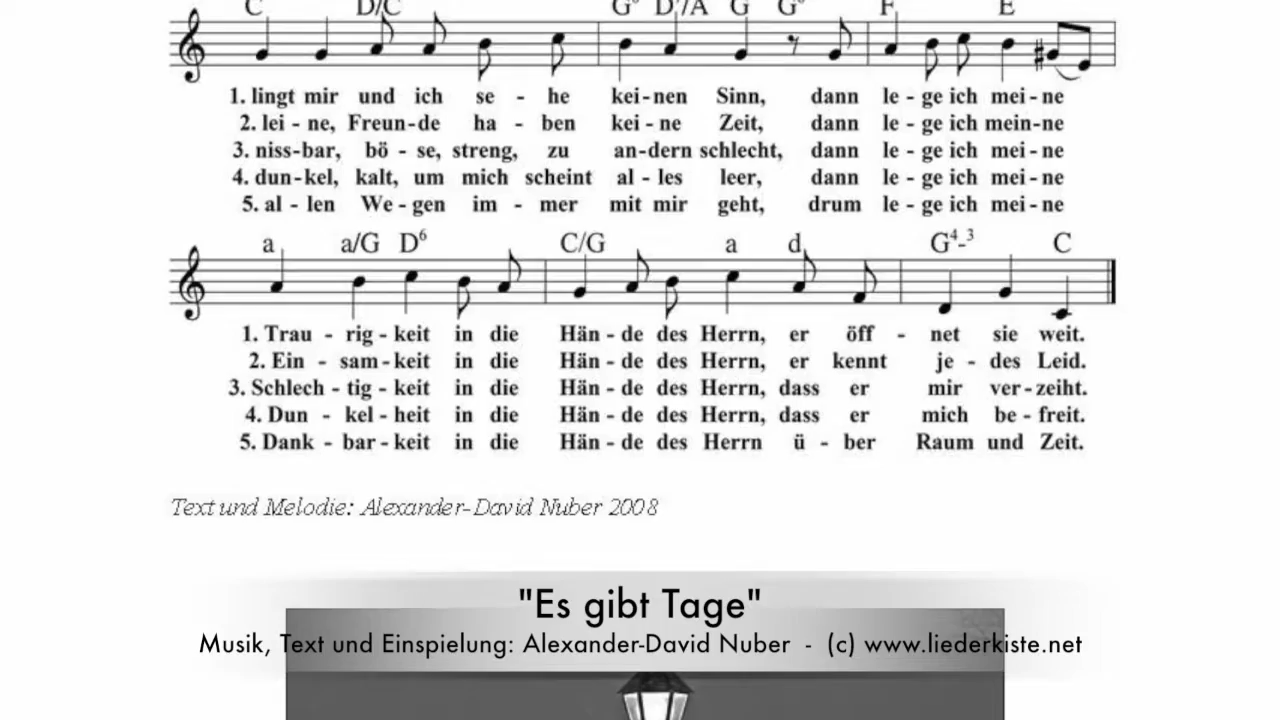 C D/C G⁶ D⁷/A G G⁶ F E
1. lingt mir und ich se - he kei-nen Sinn, dann le - ge ich mei-ne
2. lei - ne, Freun-de ha - ben kei - ne Zeit, dann le - ge ich mein-ne
3. niss-bar, bö - se, streng, zu an-dern schlecht, dann le - ge ich mei-ne
4. dun-kel, kalt, um mich scheint al - les leer, dann le - ge ich mei-ne
5. al - len We - gen im - mer mit mir geht, drum le - ge ich mei-ne
a a/G D⁶ C/G a d G⁴-³ C
1. Trau - rig - keit in die Hän - de des Herrn, er öff - net sie weit.
2. Ein - sam - keit in die Hän - de des Herrn, er kennt je - des Leid.
3. Schlech - tig - keit in die Hän - de des Herrn, dass er mir ver - zeiht.
4. Dun - kel - heit in die Hän - de des Herrn, dass er mich be - freit.
5. Dank - bar - keit in die Hän - de des Herrn ü - ber Raum und Zeit.
Text und Melodie: Alexander-David Nuber 2008
"Es gibt Tage"
Musik, Text und Einspielung: Alexander-David Nuber - (c) www.liederkiste.net